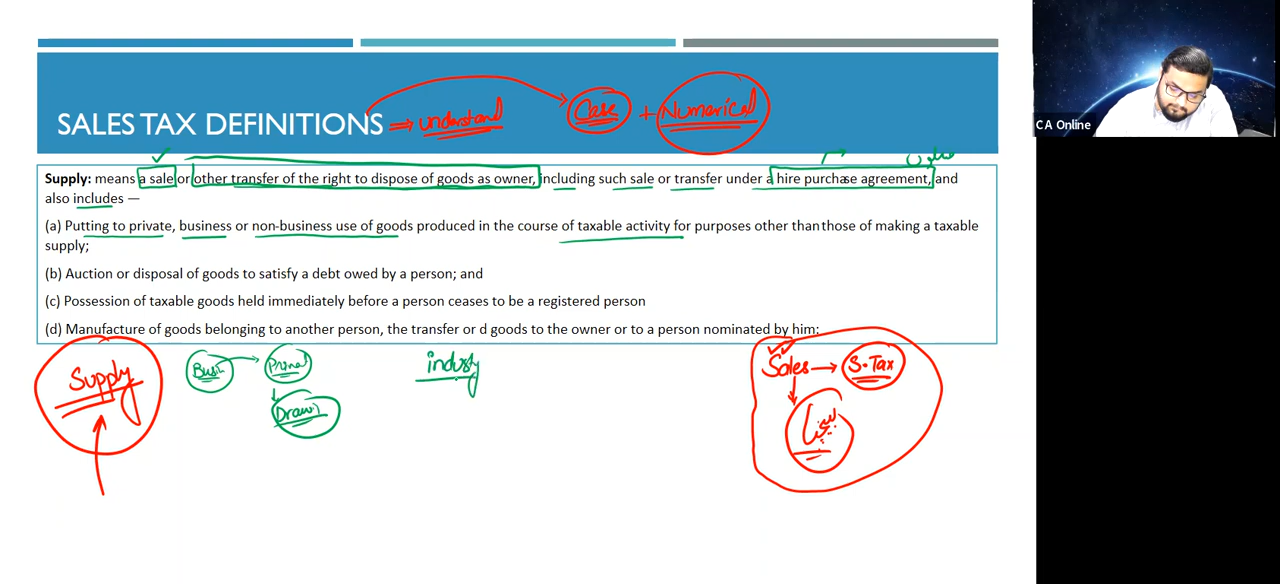 SALES TAX DEFINITIONS ⇒ understand Case + Numerical
Supply: means a sale or other transfer of the right to dispose of goods as owner, including such sale or transfer under a hire purchase agreement, and
also includes —
(a) Putting to private, business or non-business use of goods produced in the course of taxable activity for purposes other than those of making a taxable
supply;
(b) Auction or disposal of goods to satisfy a debt owed by a person; and
(c) Possession of taxable goods held immediately before a person ceases to be a registered person
(d) Manufacture of goods belonging to another person, the transfer or d goods to the owner or to a person nominated by him;
Supply
Busi
Drawi
industy
Sales → S.Tax
بیچنا
CA Online